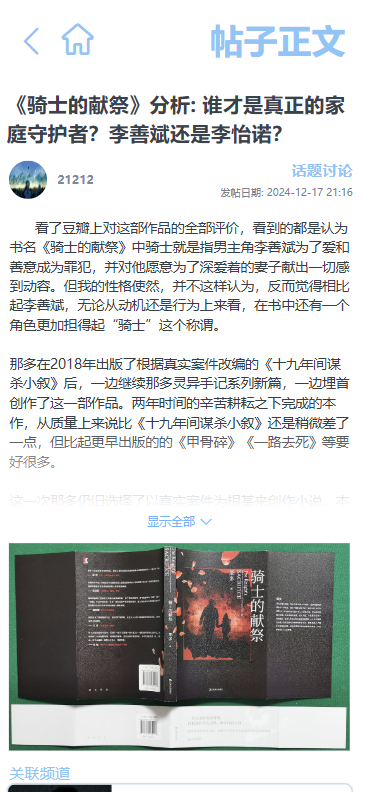 帖子正文
《骑士的献祭》分析: 谁才是真正的家
庭守护者？李善斌还是李怡诺？
话题讨论
21212
发帖日期: 2024-12-17 21:16
看了豆瓣上对这部作品的全部评价，看到的都是认为
书名《骑士的献祭》中骑士就是指男主角李善斌为了爱和
善意成为罪犯，并对他愿意为了深爱着的妻子献出一切感
到动容。但我的性格使然，并不这样认为，反而觉得相比
起李善斌，无论从动机还是行为上来看，在书中还有一个
角色更加担得起“骑士”这个称谓。
那多在2018年出版了根据真实案件改编的《十九年间谋
杀小叙》后，一边继续那多灵异手记系列新篇，一边埋首
创作了这一部作品。两年时间的辛苦耕耘之下完成的本
作，从质量上来说比《十九年间谋杀小叙》还是稍微差了
一点，但比起更早出版的的《甲骨碎》《一路去死》等要
好很多。
这一次那多仍旧选择了以真实案件为根基来创作小说，本
显示全部
骑士的献祭
关联频道